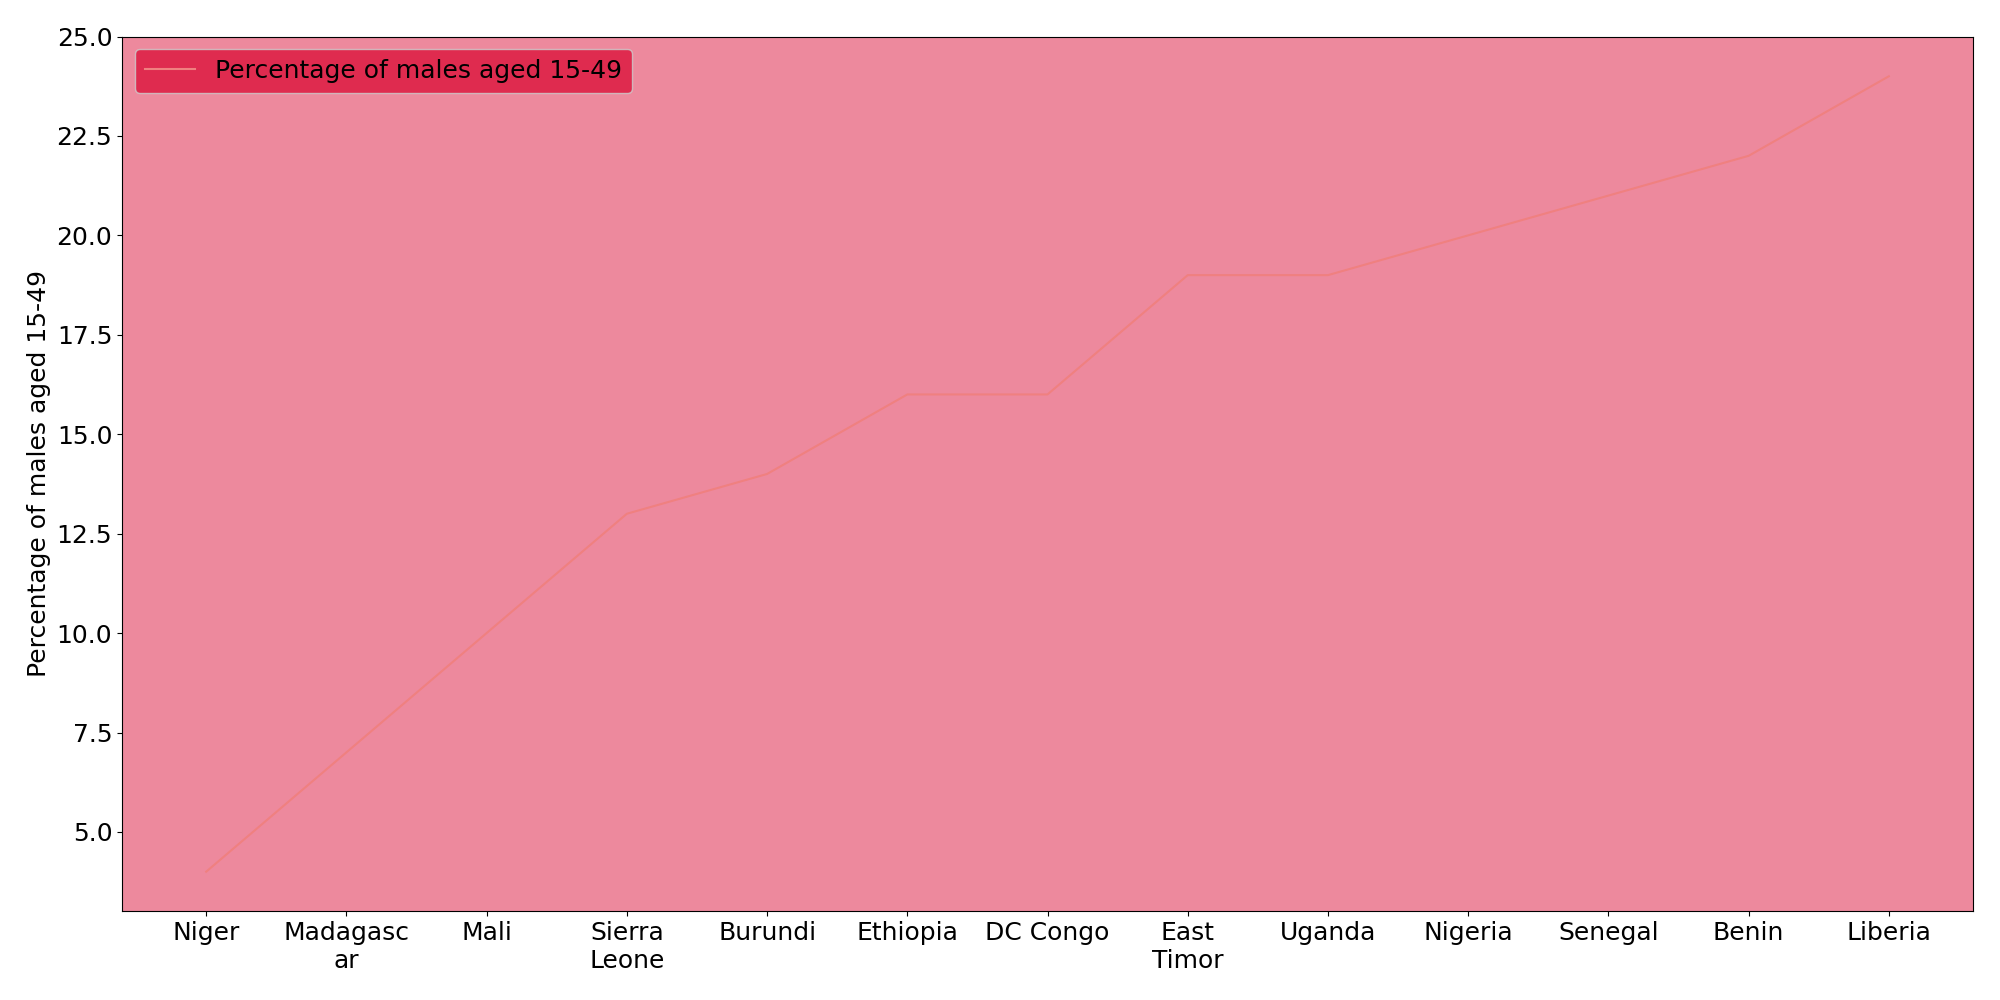 25.0
22.5
20.0
17.5
15.0
12.5
10.0
7.5
5.0
Percentage of males aged 15-49
Percentage of males aged 15-49
Niger
Madagasc
ar
Mali
Sierra
Leone
Burundi
Ethiopia
DC Congo
East
Timor
Uganda
Nigeria
Senegal
Benin
Liberia